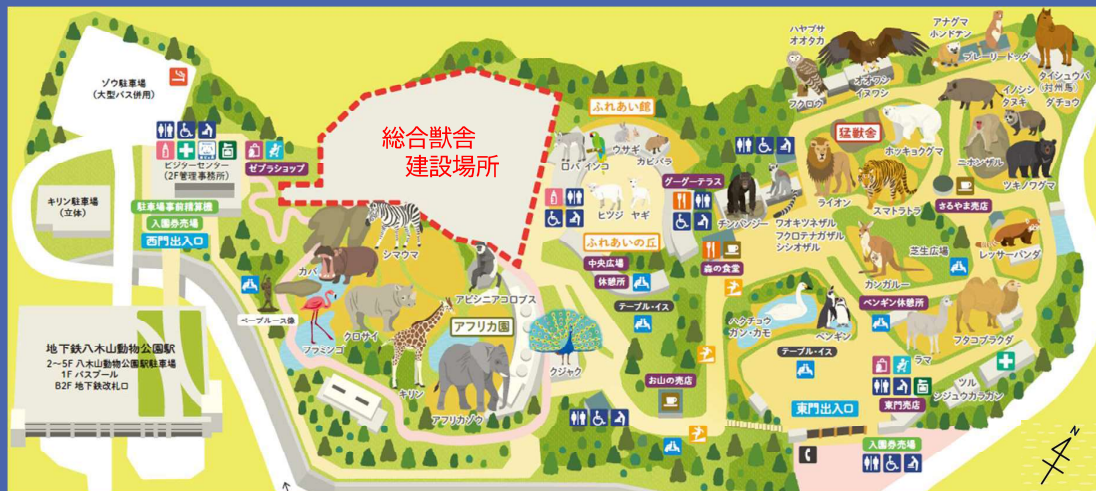 ゾウ駐車場
(大型バス併用)
総合獣舎
建設場所
ビジターセンター
(2F管理事務所)
ゼブラショップ
キリン駐車場
(立体)
駐車場事前精算機
入園券売場
西門出入口
ベーブルース像
地下鉄八木山動物公園駅
2〜5F 八木山動物公園駅駐車場
1F バスプール
B2F 地下鉄改札口
シマウマ
カバ
アビシニアコロブス
クロサイ
フラミンゴ
アフリカ園
キリン
アフリカゾウ
クジャク
ふれあい館
ウサギ
カピバラ
ロバ
インコ
ヒツジ
ヤギ
ふれあいの丘
グーグーテラス
中央広場
休憩所
森の食堂
テーブル・イス
お山の売店
ハヤブサ
オオタカ
フクロウ
オオワシ
イヌワシ
アナグマ
ホンドテン
プレーリードッグ
タイシュウバ
(対州馬)
ダチョウ
イノシシ
タヌキ
猛獣舎
ホッキョクグマ
ニホンザル
ツキノワグマ
ライオン
スマトラトラ
さるやま売店
チンパンジー
ワオキツネザル
フクロテナガザル
シシオザル
カンガルー
芝生広場
レッサーパンダ
ペンギン休憩所
ハクチョウ
ガン・カモ
ペンギン
テーブル・イス
ラマ
フタコブラクダ
東門売店
ツル
シジュウカラガン
東門出入口
入園券売場
N